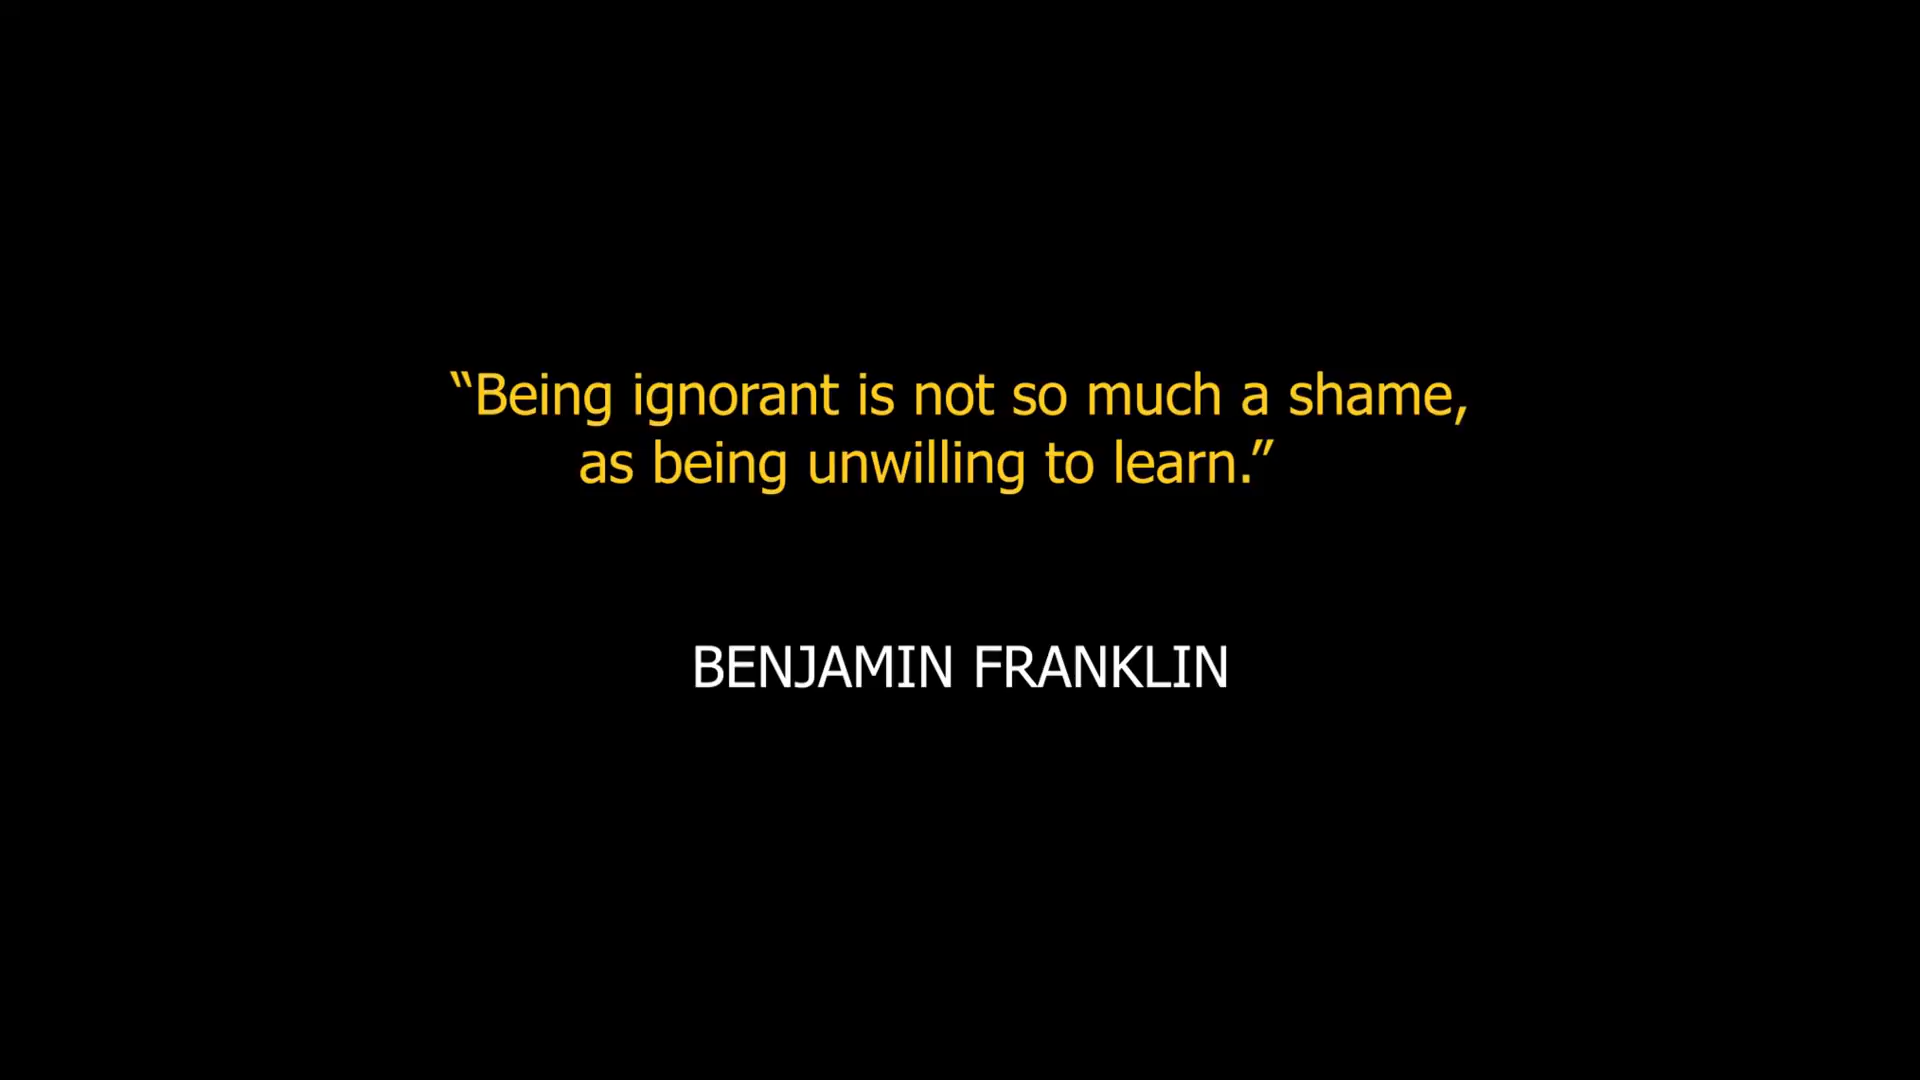 “Being ignorant is not so much a shame,
as being unwilling to learn.”
BENJAMIN FRANKLIN